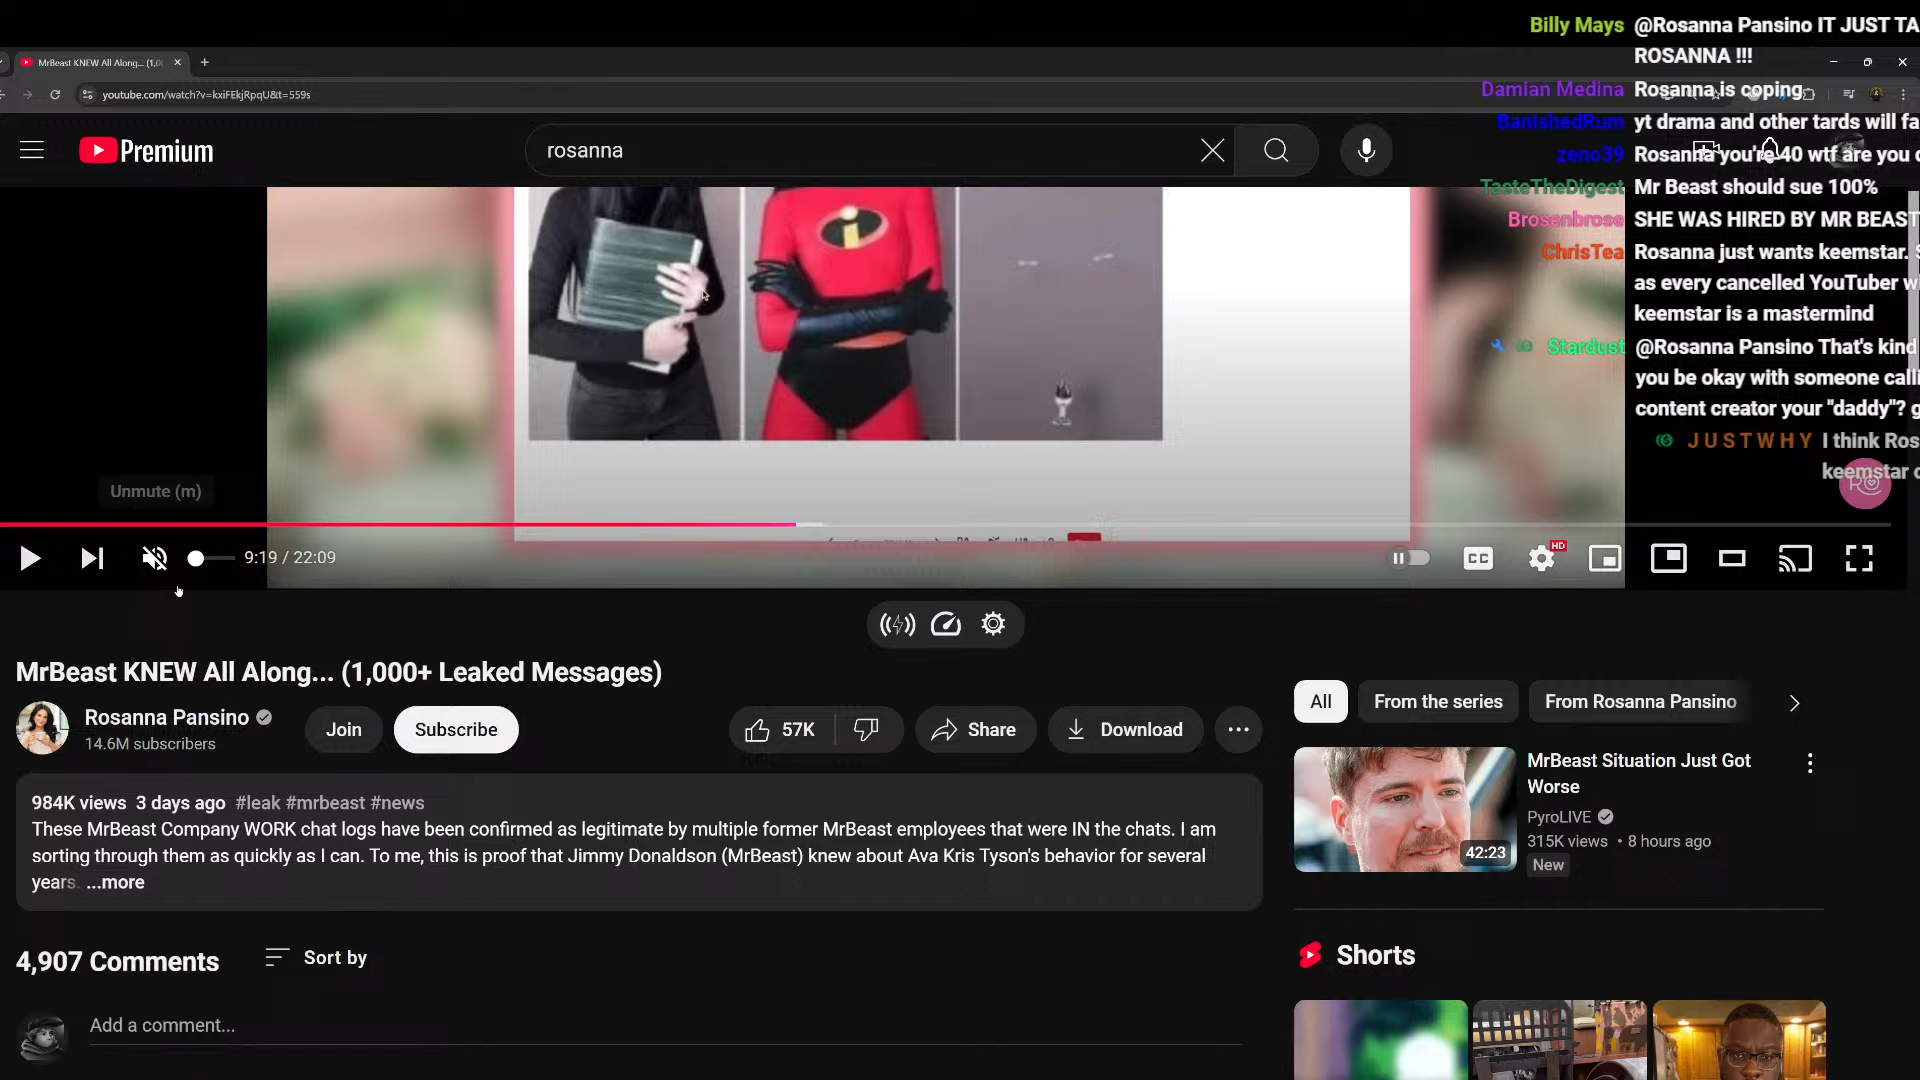 Billy Mays @Rosanna Pansino IT JUST TA
ROSANNA !!!
MrBeast KNEW All Along... (1,0
Damian Medina Rosanna is coping
youtube.com/watch?v=kxiFEkjRpqU&t=559s
BanishedRum yt drama and other tards will fa
Premium
rosanna
zeno39 Rosanna you're 40 wtf are you
TasteTheDigest Mr Beast should sue 100%
Brosenbrose SHE WAS HIRED BY MR BEAST
ChrisTea Rosanna just wants keemstar.
as every cancelled YouTuber w
keemstar is a mastermind
Stardust @Rosanna Pansino That's kind
you be okay with someone calli
content creator your "daddy"? g
JUSTWHY I think Ros
keemstar
Unmute (m)
9:19 / 22:09
CC
HD
MrBeast KNEW All Along... (1,000+ Leaked Messages)
Rosanna Pansino
14.6M subscribers
Join
Subscribe
57K
Share
Download
984K views 3 days ago #leak #mrbeast #news
These MrBeast Company WORK chat logs have been confirmed as legitimate by multiple former MrBeast employees that were IN the chats. I am
sorting through them as quickly as I can. To me, this is proof that Jimmy Donaldson (MrBeast) knew about Ava Kris Tyson's behavior for several
years. ...more
4,907 Comments
Sort by
Add a comment...
All
From the series
From Rosanna Pansino
MrBeast Situation Just Got
Worse
PyroLIVE
315K views • 8 hours ago
New
42:23
Shorts